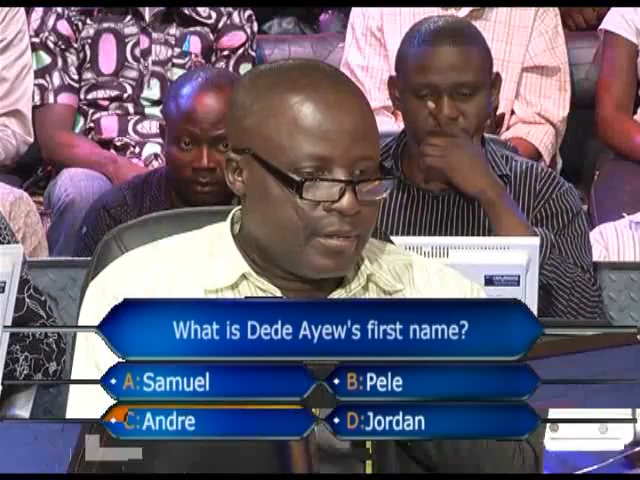 What is Dede Ayew's first name?
A: Samuel
B: Pele
C: Andre
D: Jordan